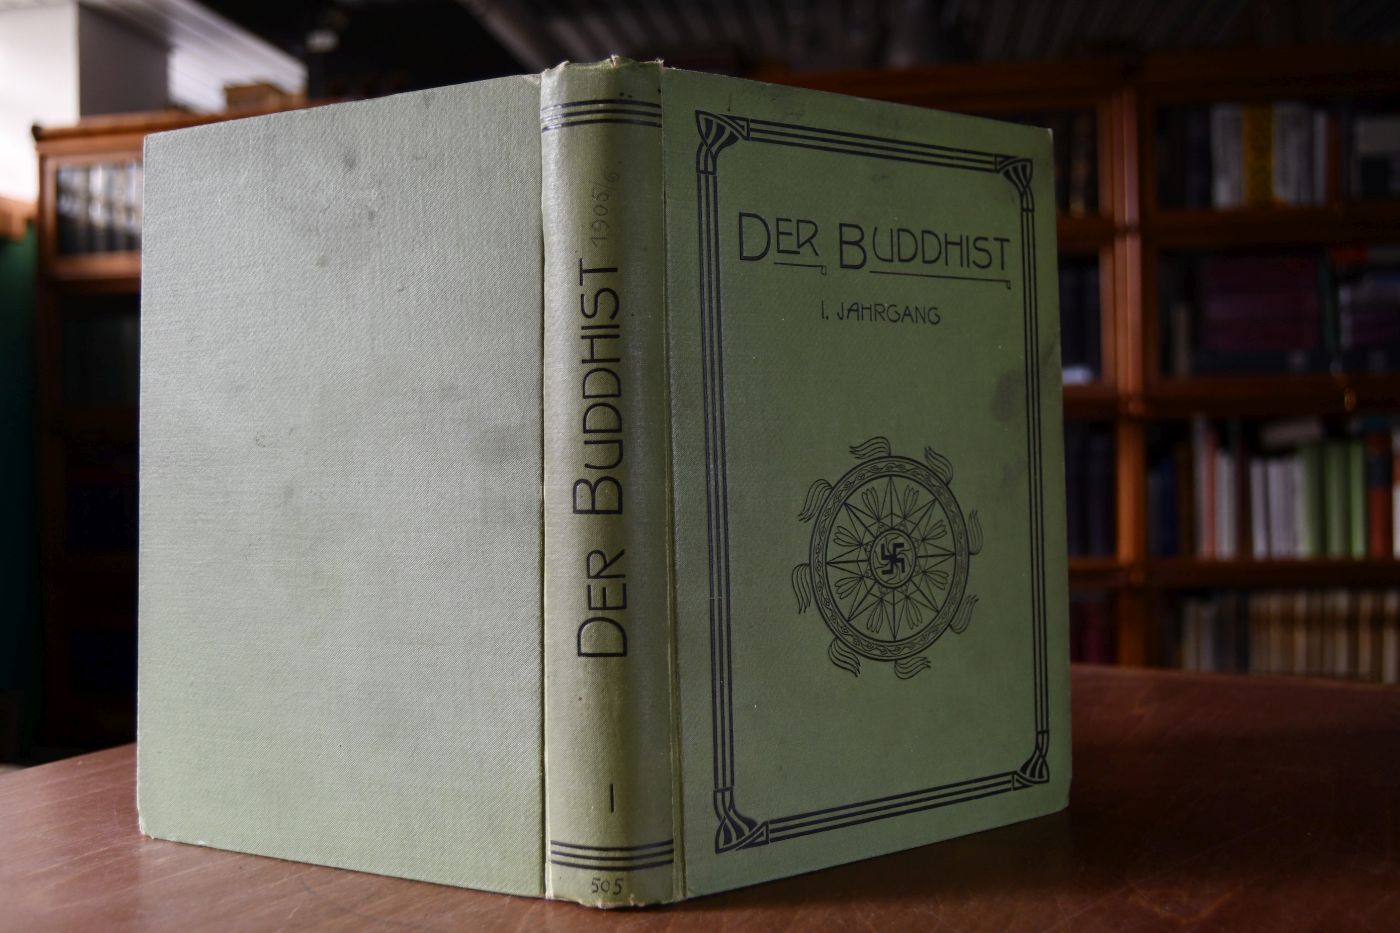 DER BUDDHIST 1905/6
I
505
DER BUDDHIST
I. JAHRGANG